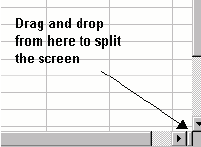 Drag and drop
from here to split
the screen